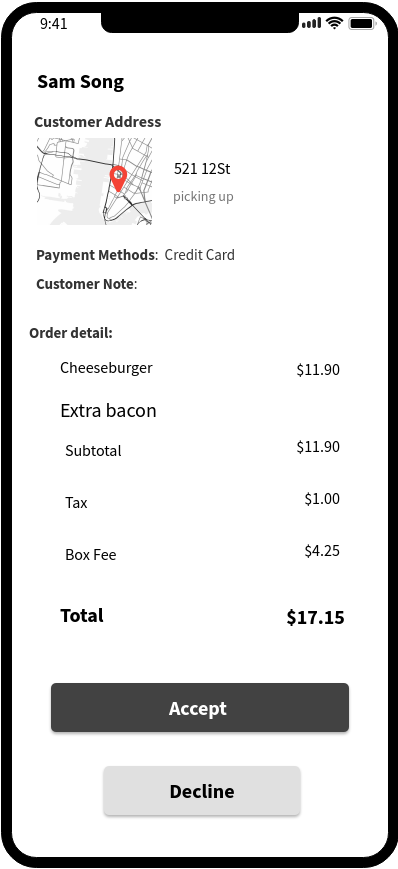 9:41
Sam Song
Customer Address
521 12St
picking up
Payment Methods: Credit Card
Customer Note:
Order detail:
Cheeseburger $11.90
Extra bacon
Subtotal $11.90
Tax $1.00
Box Fee $4.25
Total $17.15
Accept
Decline